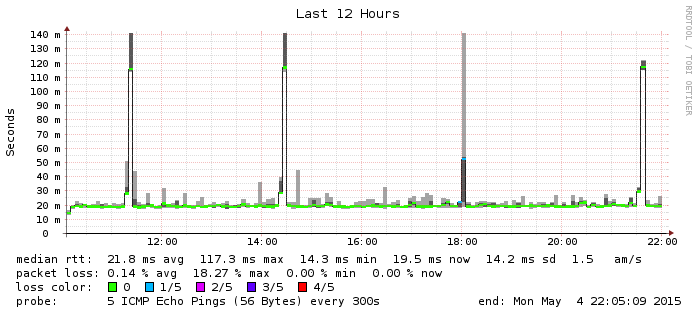 Last 12 Hours
RRDTOOL / TOBI OETIKER
Seconds
140 m
130 m
120 m
110 m
100 m
90 m
80 m
70 m
60 m
50 m
40 m
30 m
20 m
10 m
0
12:00 14:00 16:00 18:00 20:00 22:00
median rtt: 21.8 ms avg 117.3 ms max 14.3 ms min 19.5 ms now 14.2 ms sd 1.5 am/s
packet loss: 0.14 % avg 18.27 % max 0.00 % min 0.00 % now
loss color: 0 1/5 2/5 3/5 4/5
probe: 5 ICMP Echo Pings (56 Bytes) every 300s end: Mon May 4 22:05:09 2015